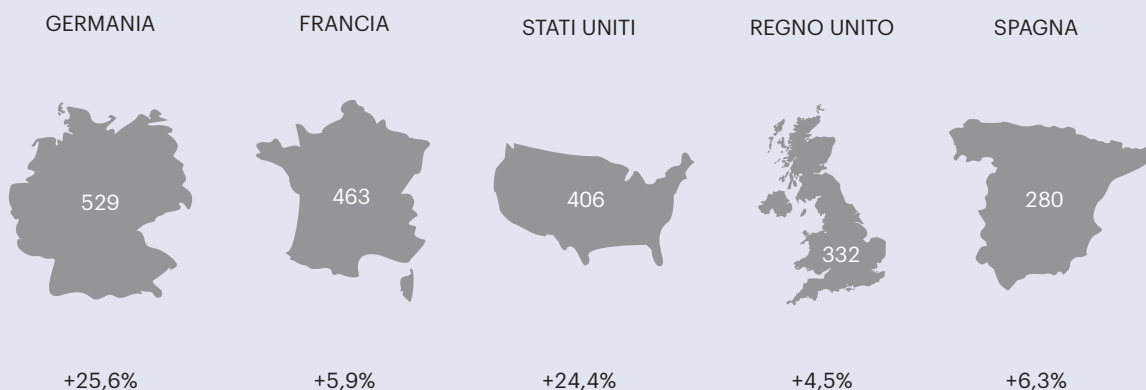 GERMANIA FRANCIA STATI UNITI REGNO UNITO SPAGNA
529 463 406 332 280
+25,6% +5,9% +24,4% +4,5% +6,3%